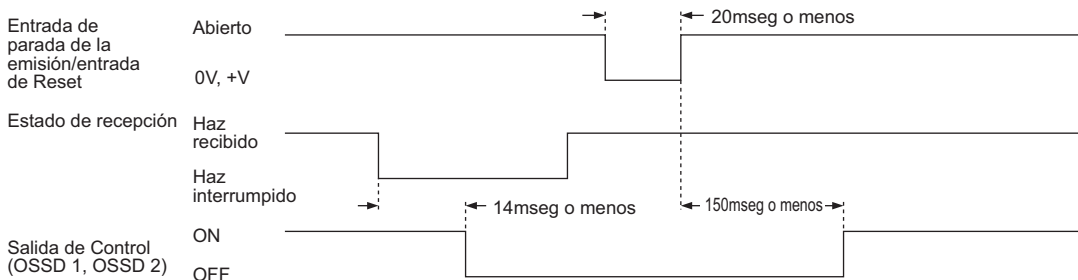 Entrada de
parada de la
emisión/entrada
de Reset
Abierto
0V, +V
20mseg o menos
Estado de recepción
Haz
recibido
Haz
interrumpido
14mseg o menos
150mseg o menos
Salida de Control
(OSSD 1, OSSD 2)
ON
OFF